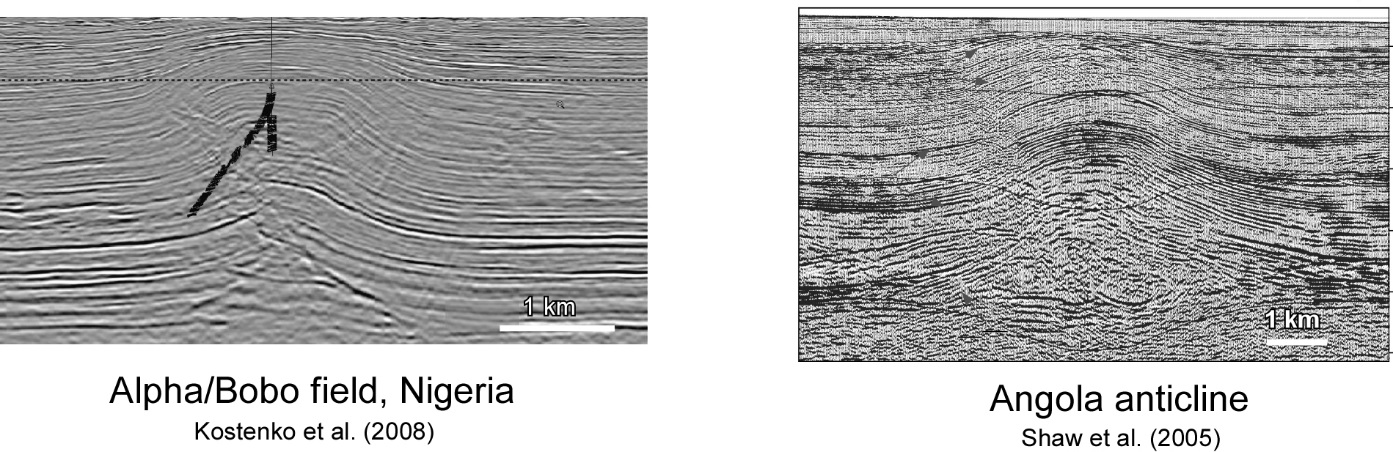 1 km
Alpha/Bobo field, Nigeria
Kostenko et al. (2008)
1 km
Angola anticline
Shaw et al. (2005)